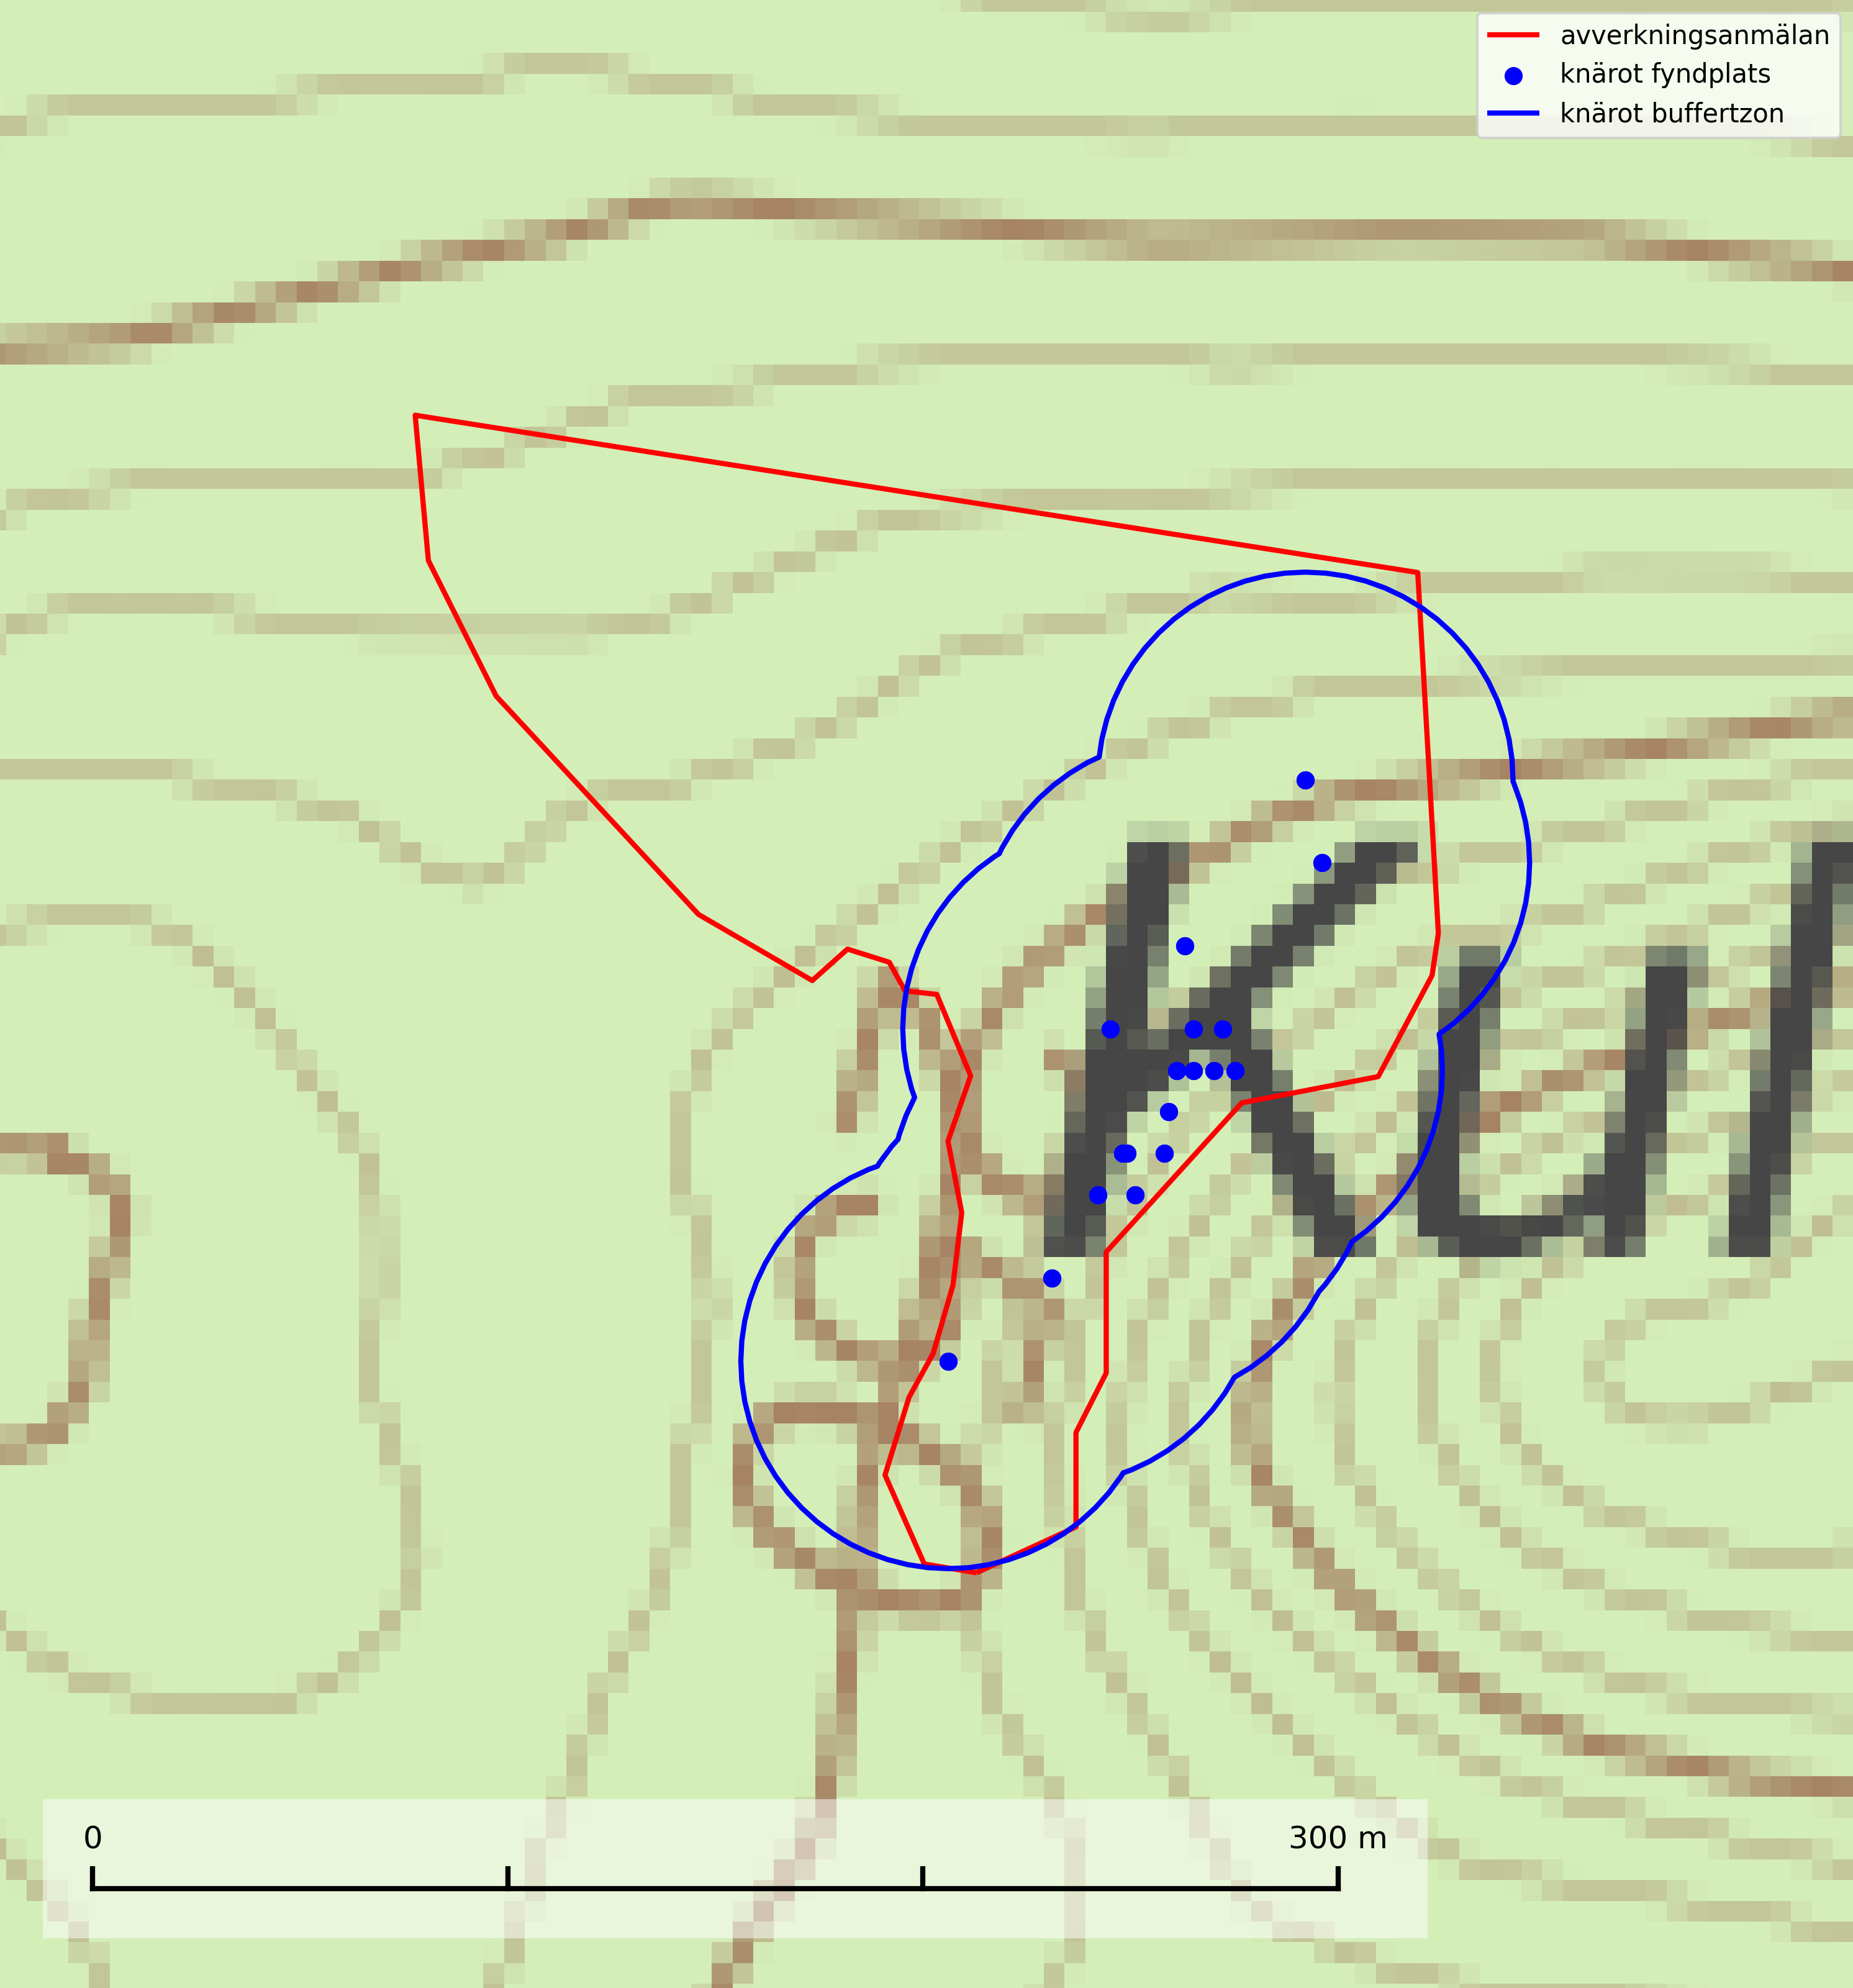 avverkningsanmälan
knärot fyndplats
knärot buffertzon
0 300 m